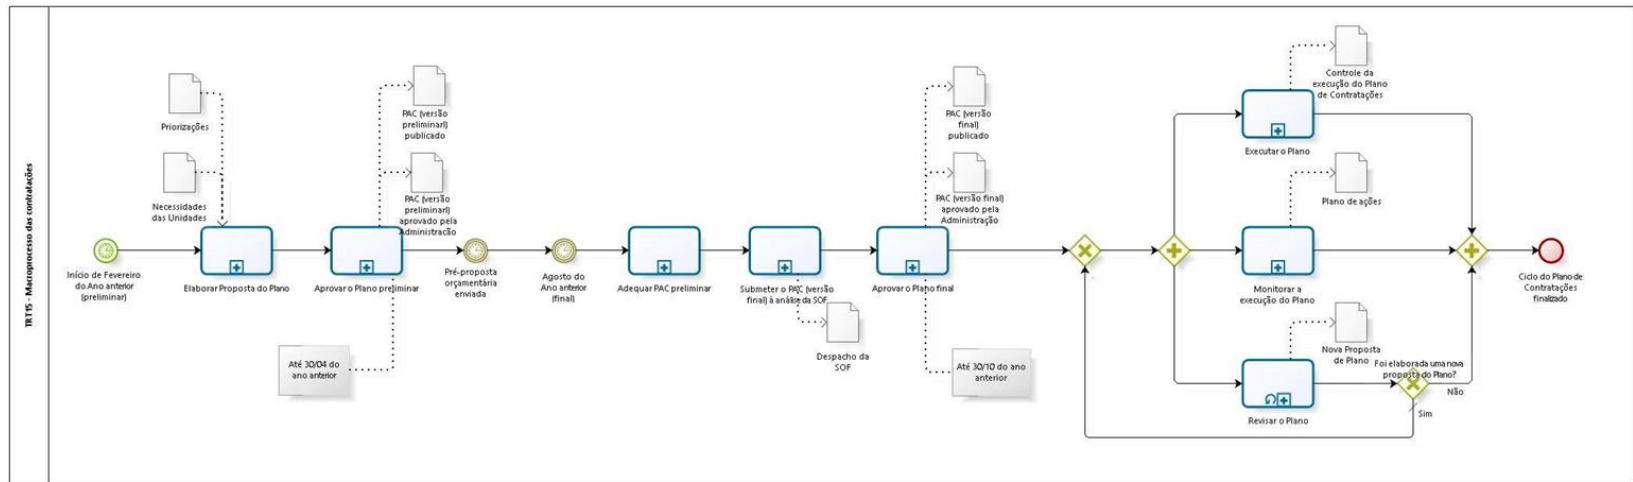 TRT15 - Macroprocesso das contratações
Início de Fevereiro
do Ano anterior
(preliminar)
Priorizações
Necessidades
das Unidades
Elaborar Proposta do Plano
PAC (versão
preliminarl)
publicado
PAC (versão
preliminarl)
aprovado pela
Administracão
Aprovar o Plano preliminar
Até 30/04 do
ano anterior
Pré-proposta
orçamentária
enviada
Agosto do
Ano anterior
(final)
Adequar PAC preliminar
Submeter o PAC (versão
final) à análise da SOF
Despacho da
SOF
PAC (versão
final)
publicado
PAC (versão final)
aprovado pela
Administração
Aprovar o Plano final
Até 30/10 do ano
anterior
Controle da
execução do Plano
de Contratações
Executar o Plano
Plano de ações
Monitorar a
execução do Plano
Nova Proposta
de Plano
Revisar o Plano
Foi elaborada uma nova
proposta do Plano?
Não
Sim
Ciclo do Plano de
Contratações
finalizado